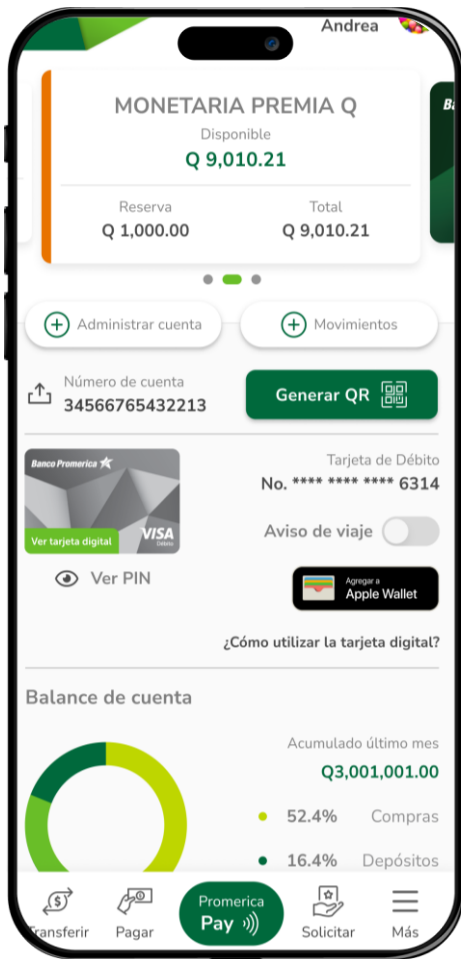 Andrea
MONETARIA PREMIA Q
Disponible
Q 9,010.21
Reserva Total
Q 1,000.00 Q 9,010.21
Administrar cuenta Movimientos
Número de cuenta
34566765432213
Generar QR
Banco Promerica
Ver tarjeta digital
VISA
Débito
Tarjeta de Débito
No. **** **** **** 6314
Aviso de viaje
Ver PIN
Agregar a
Apple Wallet
¿Cómo utilizar la tarjeta digital?
Balance de cuenta
Acumulado último mes
Q3,001,001.00
52.4% Compras
16.4% Depósitos
Transferir Pagar Promerica Pay Solicitar Más